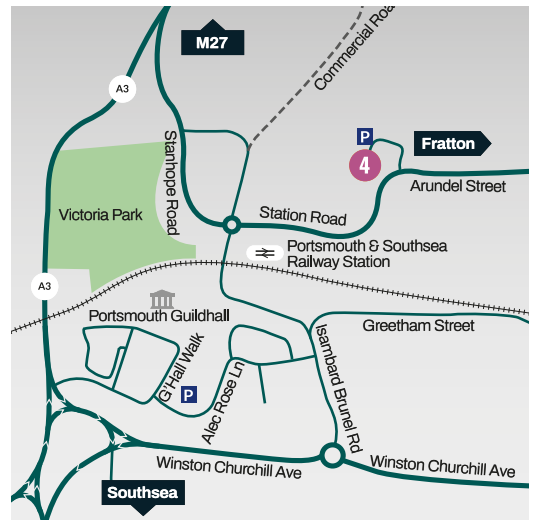 M27
Commercial Roa
A3
P
4
Fratton
Arundel Street
Stanhope Road
Victoria Park
Station Road
Portsmouth & Southsea
Railway Station
A3
Portsmouth Guildhall
Greetham Street
G'Hall Walk
P
Alec Rose Ln
Isambard Brunel Rd
Winston Churchill Ave
Winston Churchill Ave
Southsea